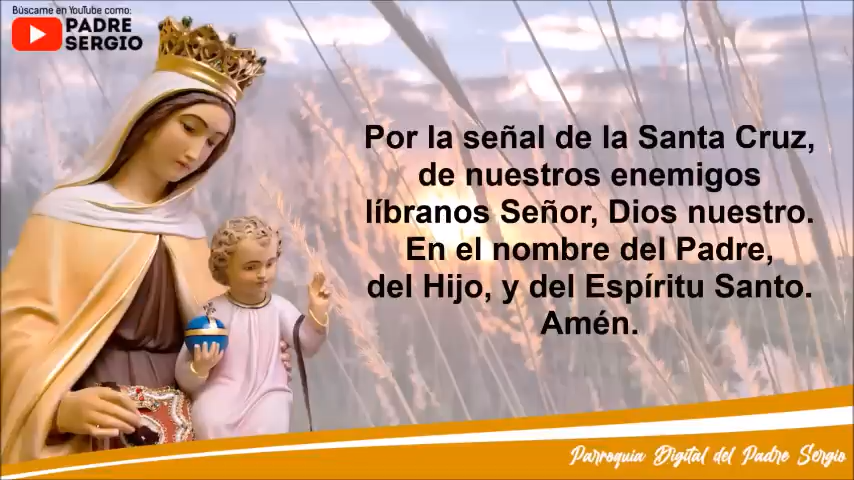 Búscame en YouTube como:
PADRE
SERGIO
Por la señal de la Santa Cruz,
de nuestros enemigos
líbranos Señor, Dios nuestro.
En el nombre del Padre,
del Hijo, y del Espíritu Santo.
Amén.
Parroquia Digital del Padre Sergio